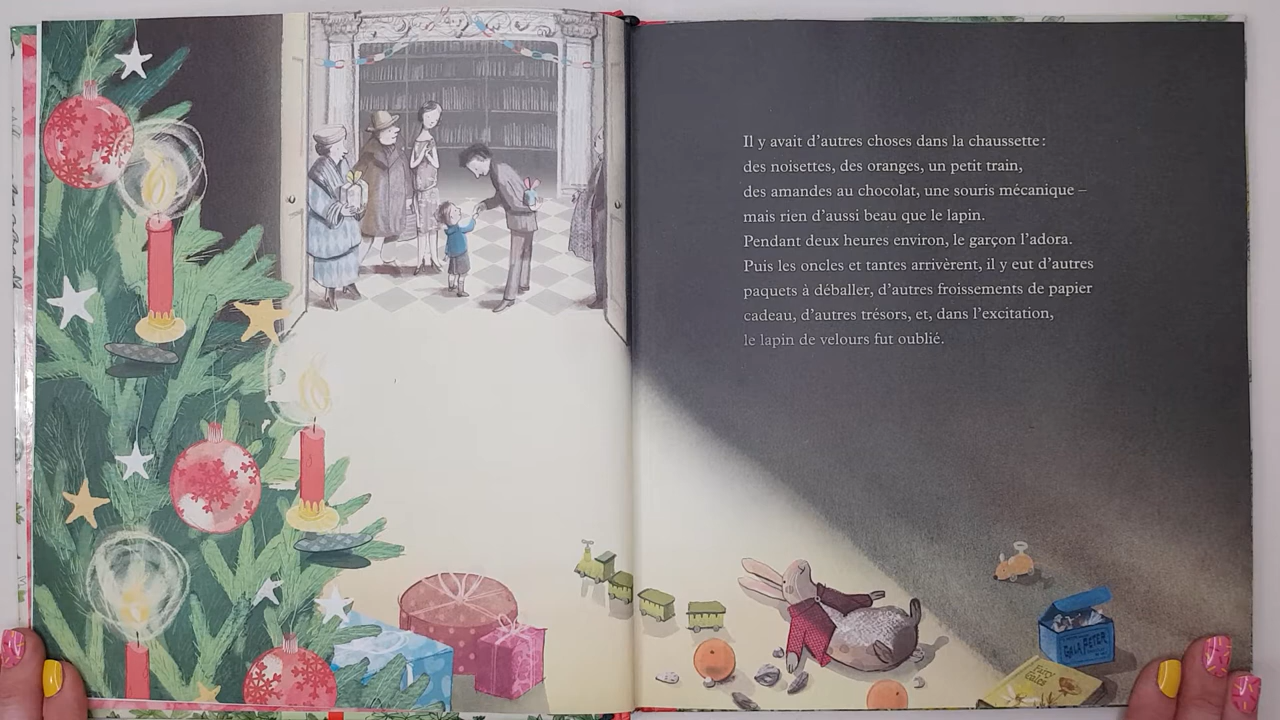 Il y avait d'autres choses dans la chaussette :
des noisettes, des oranges, un petit train,
des amandes au chocolat, une souris mécanique –
mais rien d'aussi beau que le lapin.
Pendant deux heures environ, le garçon l'adora.
Puis les oncles et tantes arrivèrent, il y eut d'autres
paquets à déballer, d'autres froissements de papier
cadeau, d'autres trésors, et, dans l'excitation,
le lapin de velours fut oublié.
GALA PETER
Fairy
Tales